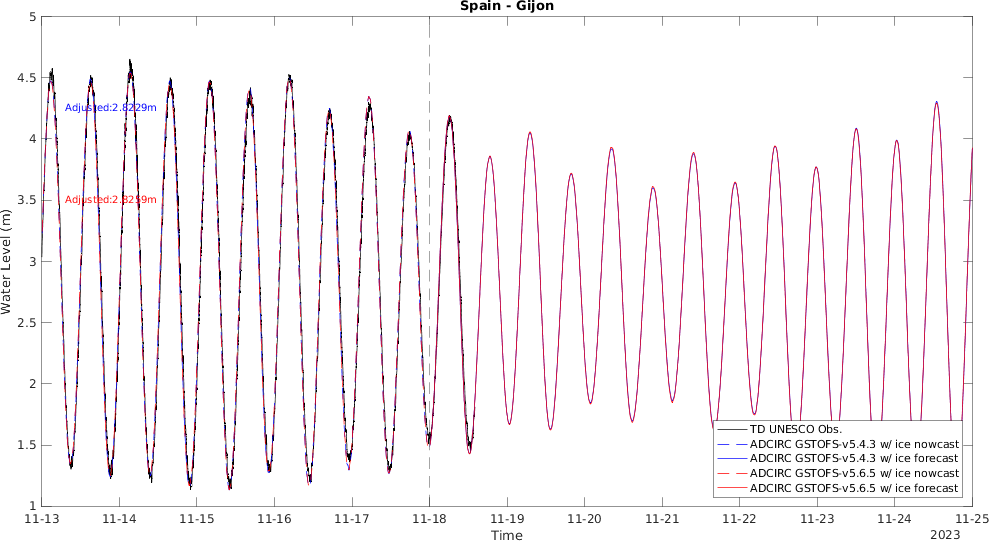 Spain - Gijon
5
4.5
4
3.5
3
2.5
2
1.5
1
Water Level (m)
Adjusted:2.8229m
Adjusted:2.8259m
TD UNESCO Obs.
ADCIRC GSTOFS-v5.4.3 w/ ice nowcast
ADCIRC GSTOFS-v5.4.3 w/ ice forecast
ADCIRC GSTOFS-v5.6.5 w/ ice nowcast
ADCIRC GSTOFS-v5.6.5 w/ ice forecast
11-13 11-14 11-15 11-16 11-17 11-18 11-19 11-20 11-21 11-22 11-23 11-24 11-25
Time
2023